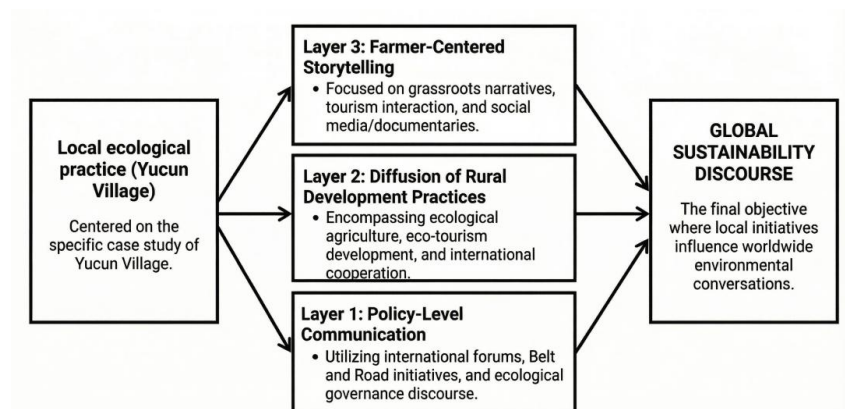 Local ecological
practice (Yucun
Village)
Centered on the
specific case study of
Yucun Village.
Layer 3: Farmer-Centered
Storytelling
• Focused on grassroots narratives,
tourism interaction, and social
media/documentaries.
Layer 2: Diffusion of Rural
Development Practices
• Encompassing ecological
agriculture, eco-tourism
development, and international
cooperation.
Layer 1: Policy-Level
Communication
• Utilizing international forums, Belt
and Road initiatives, and ecological
governance discourse.
GLOBAL
SUSTAINABILITY
DISCOURSE
The final objective
where local initiatives
influence worldwide
environmental
conversations.